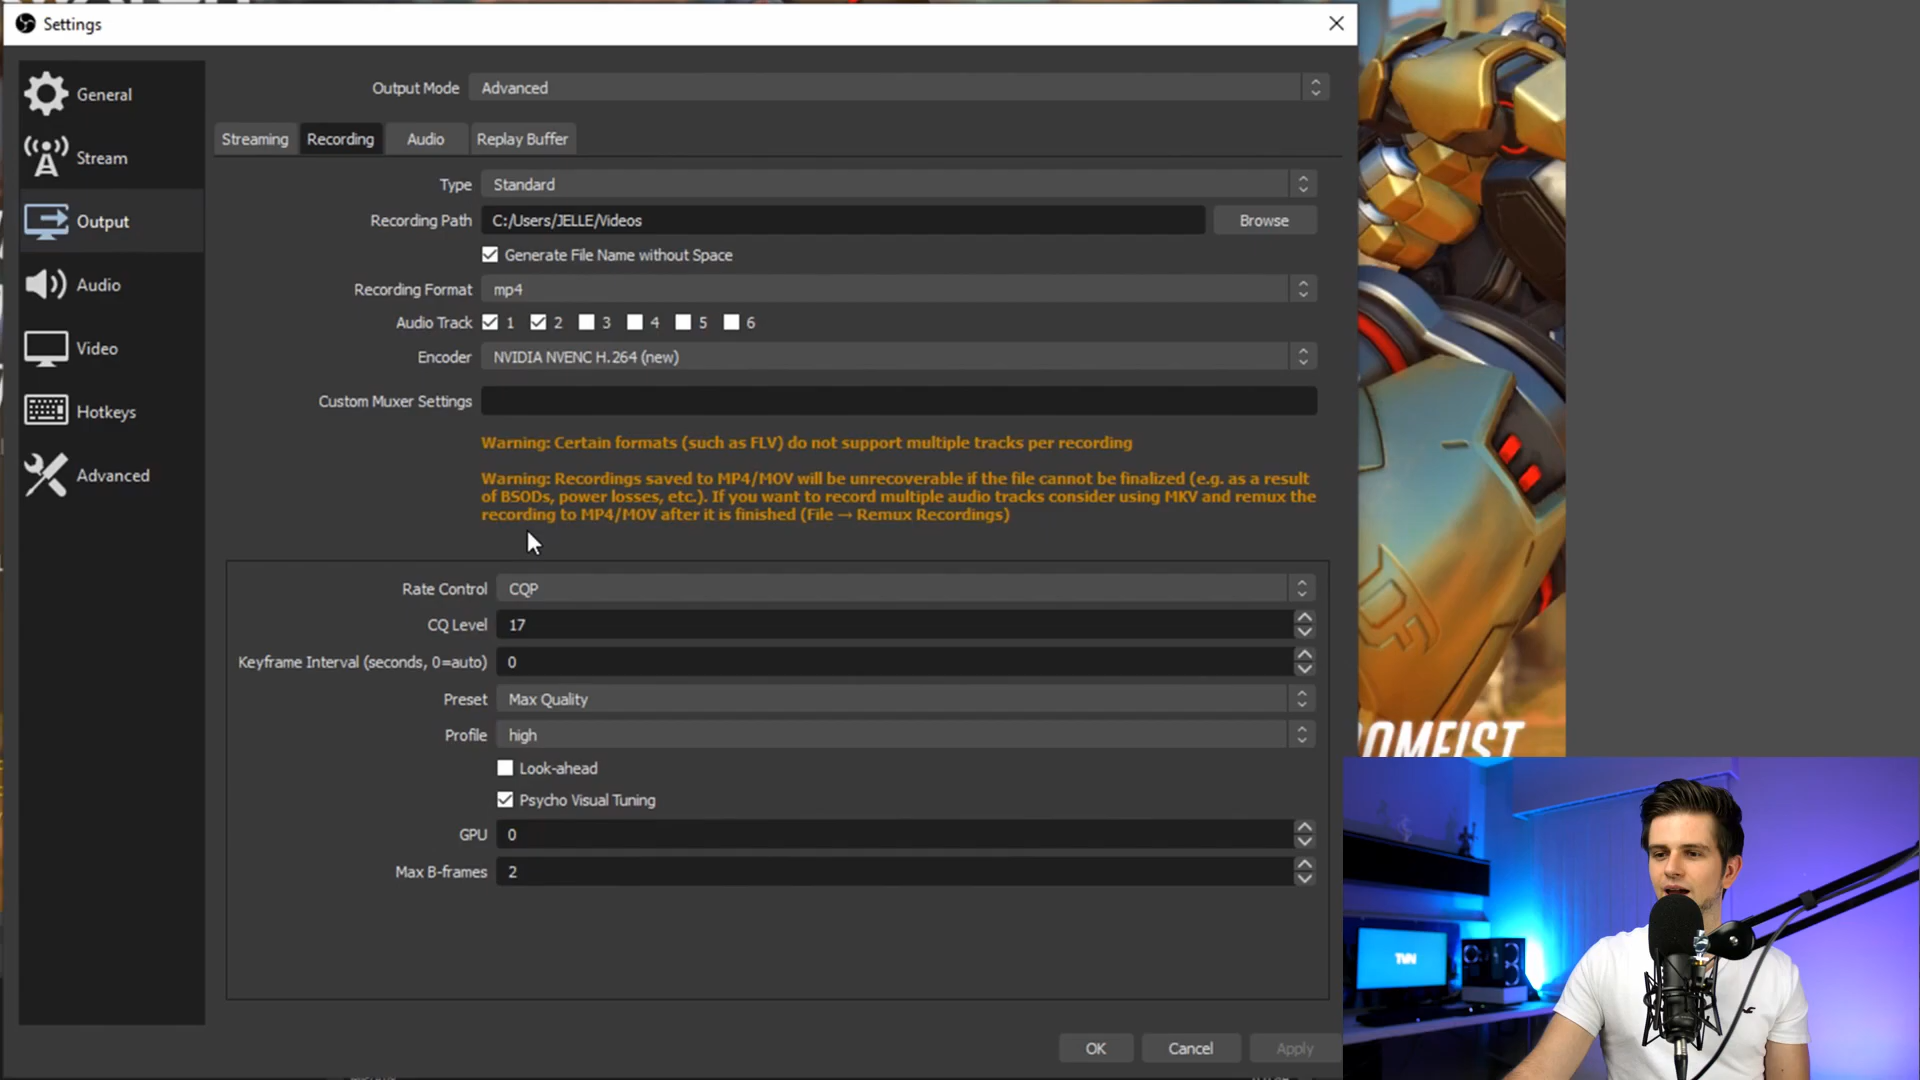 Settings
General
Stream
Output
Audio
Video
Hotkeys
Advanced
Output Mode Advanced
Streaming Recording Audio Replay Buffer
Type Standard
Recording Path C:/Users/JELLE/Videos Browse
Generate File Name without Space
Recording Format mp4
Audio Track 1 2 3 4 5 6
Encoder NVIDIA NVENC H.264 (new)
Custom Muxer Settings
Warning: Certain formats (such as FLV) do not support multiple tracks per recording
Warning: Recordings saved to MP4/MOV will be unrecoverable if the file cannot be finalized (e.g. as a result
of BSODs, power losses, etc.). If you want to record multiple audio tracks consider using MKV and remux the
recording to MP4/MOV after it is finished (File → Remux Recordings)
Rate Control CQP
CQ Level 17
Keyframe Interval (seconds, 0=auto) 0
Preset Max Quality
Profile high
Look-ahead
Psycho Visual Tuning
GPU 0
Max B-frames 2
OK Cancel Apply
OMFIST
TVN